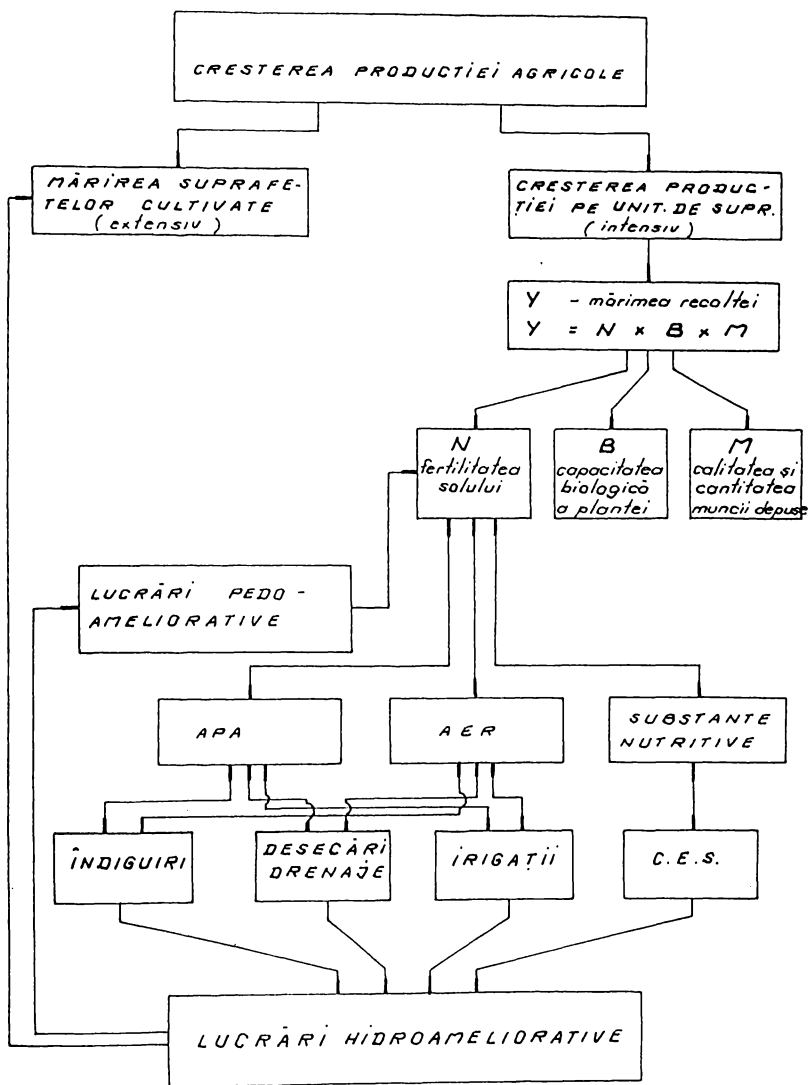 CRESTEREA PRODUCTIEI AGRICOLE
MĂRIREA SUPRAFE-
TELOR CULTIVATE
(extensiv)
CRESTEREA PRODUC-
ȚIEI PE UNIT. DE SUPR.
(intensiv)
Y - mărimea recoltei
Y = N x B x M
N
fertilitatea
solului
B
capacitatea
biologică
a plantei
M
calitatea și
cantitatea
muncii depuse
LUCRĂRI PEDO-
AMELIORATIVE
APA
AER
SUBSTANTE
NUTRITIVE
ÎNDIGUIRI
DESECĂRI
DRENAJE
IRIGAȚII
C.E.S.
LUCRĂRI HIDROAMELIORATIVE